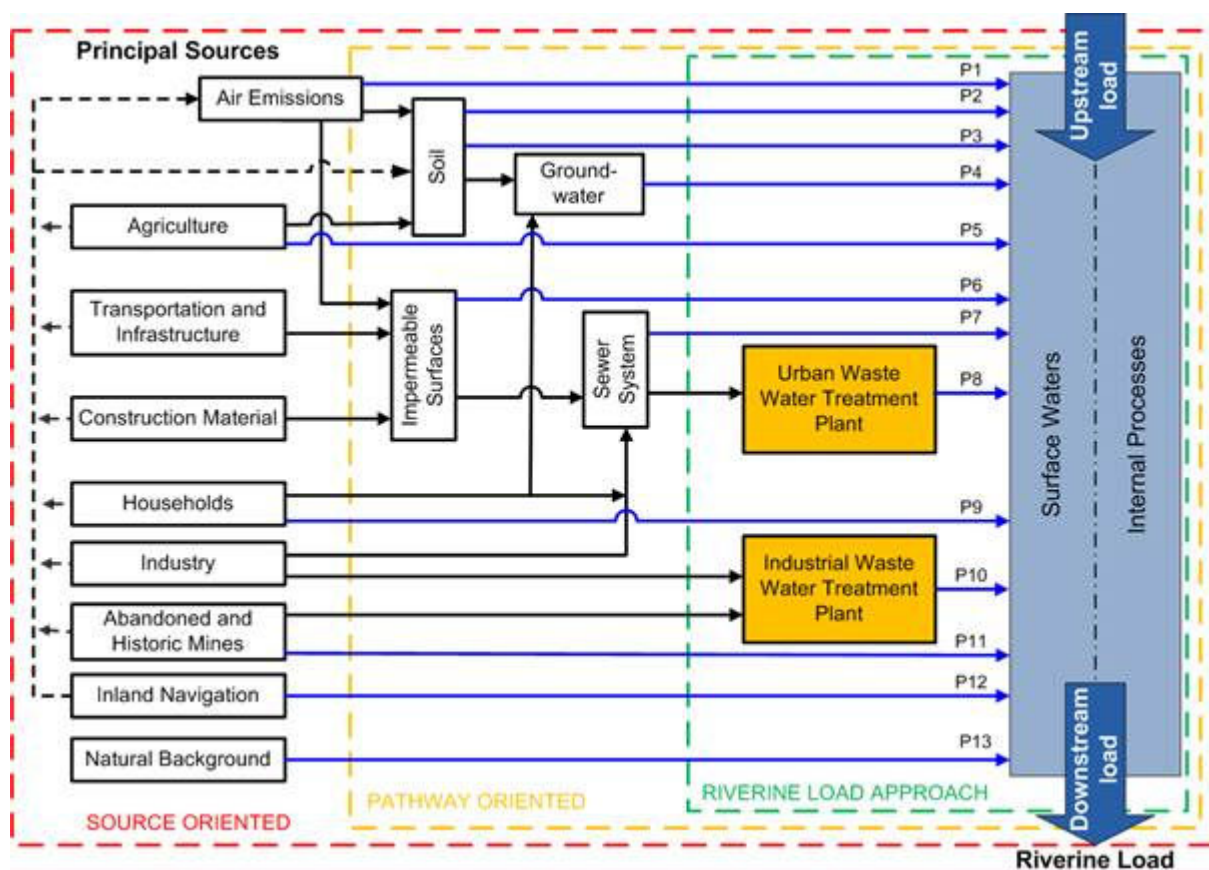 Principal Sources
Air Emissions
Soil
Ground-
water
Agriculture
Transportation and
Infrastructure
Impermeable
Surfaces
Sewer
System
Construction Material
Urban Waste
Water Treatment
Plant
Households
Industry
Industrial Waste
Water Treatment
Plant
Abandoned and
Historic Mines
Inland Navigation
Natural Background
P1
P2
P3
P4
P5
P6
P7
P8
P9
P10
P11
P12
P13
Upstream
load
Surface Waters
Internal Processes
Downstream
load
SOURCE ORIENTED
PATHWAY ORIENTED
RIVERINE LOAD APPROACH
Riverine Load